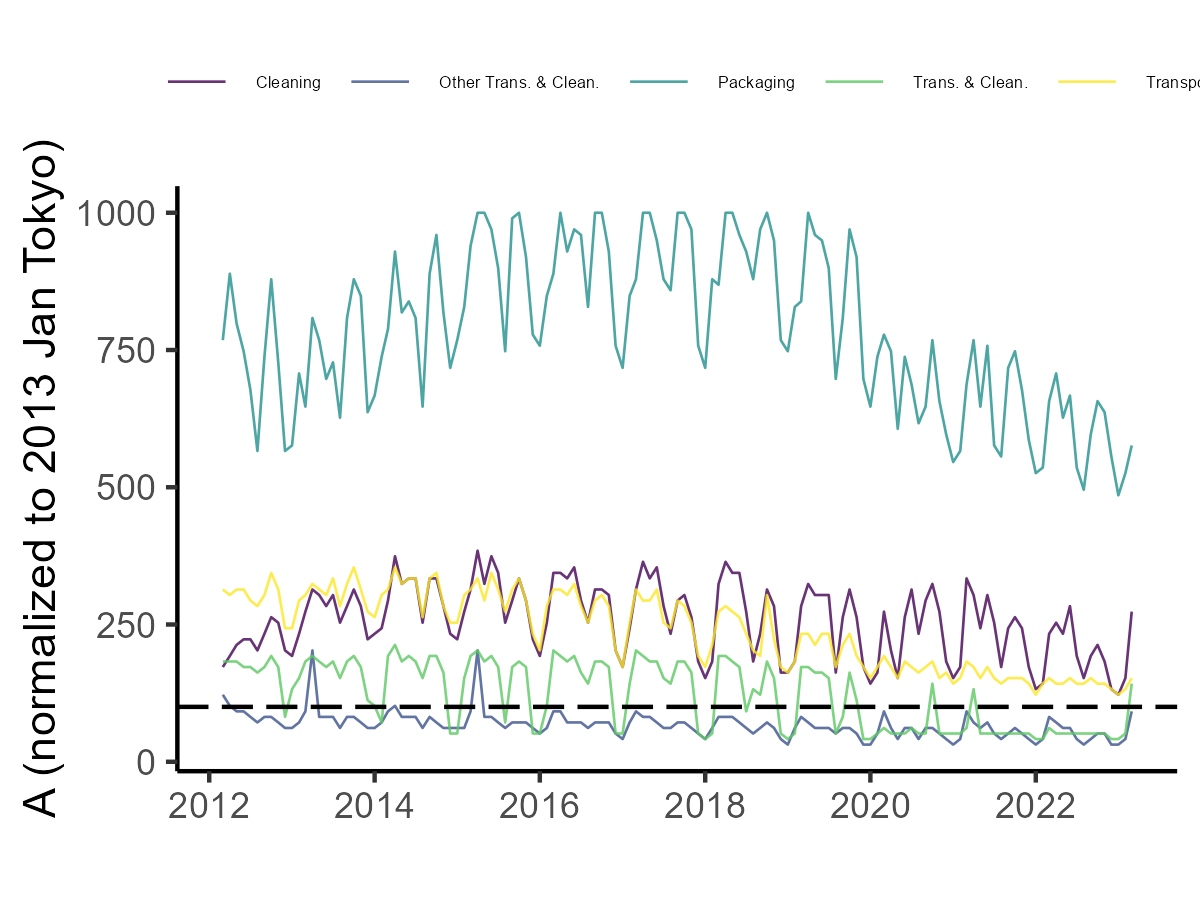 Cleaning Other Trans. & Clean. Packaging Trans. & Clean. Transpo
A (normalized to 2013 Jan Tokyo)
1000
750
500
250
0
2012 2014 2016 2018 2020 2022